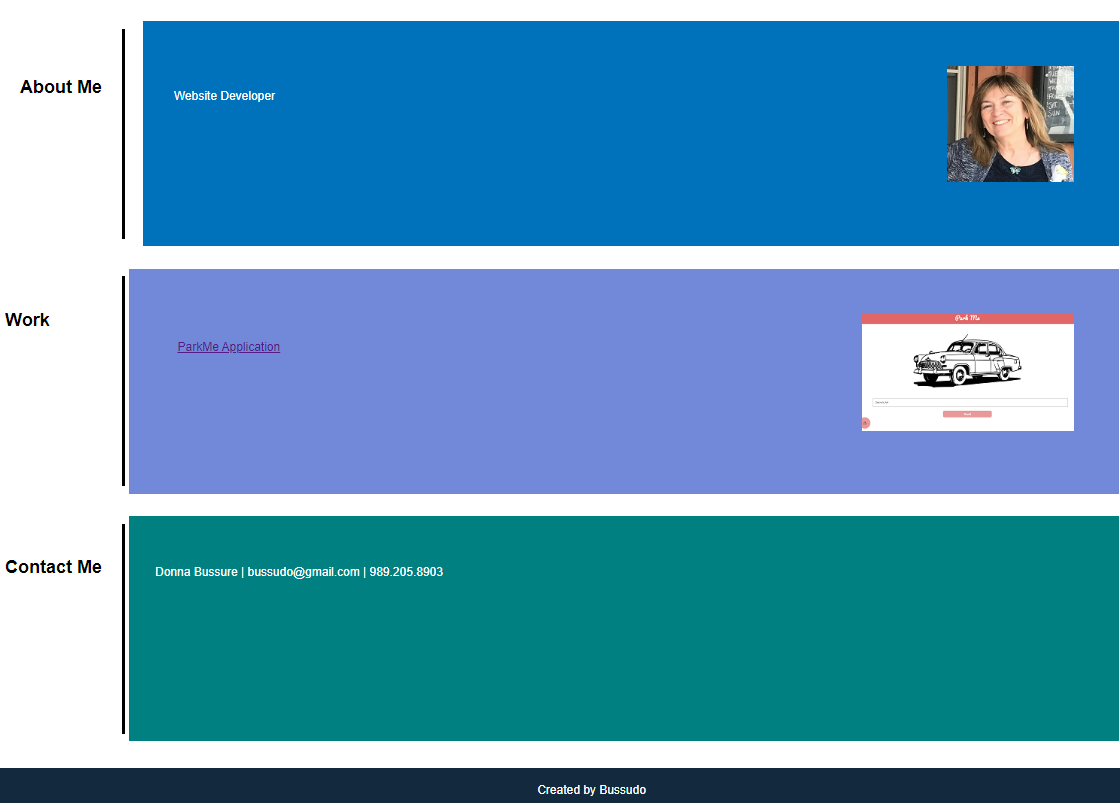 About Me
Website Developer
SUN
Work
ParkMe Application
Park Me
Contact Me
Donna Bussure | bussudo@gmail.com | 989.205.8903
Created by Bussudo